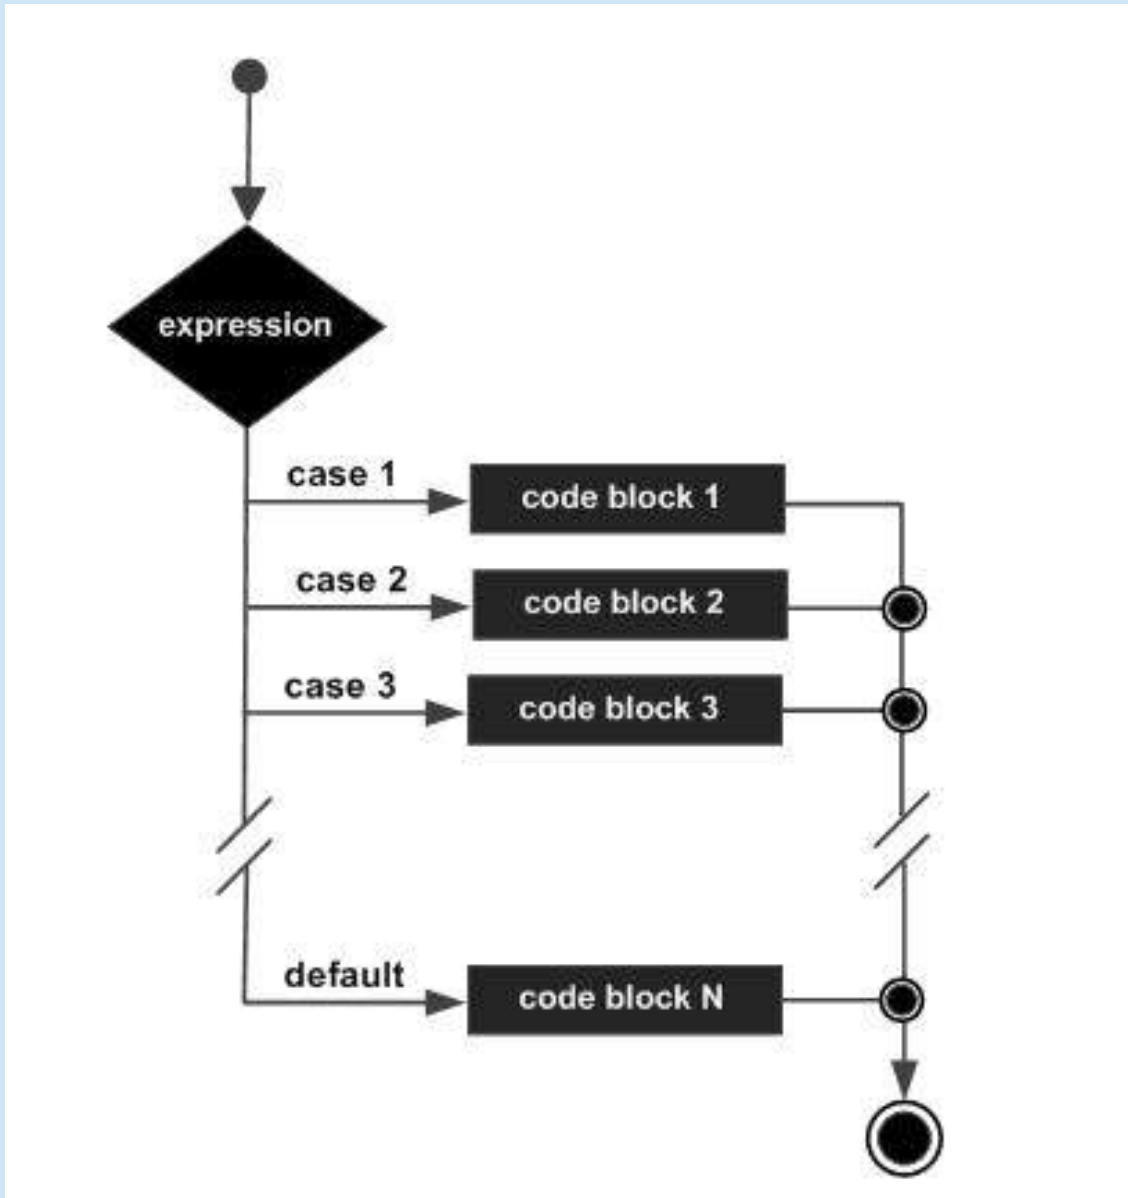 expression
case 1
code block 1
case 2
code block 2
case 3
code block 3
default
code block N